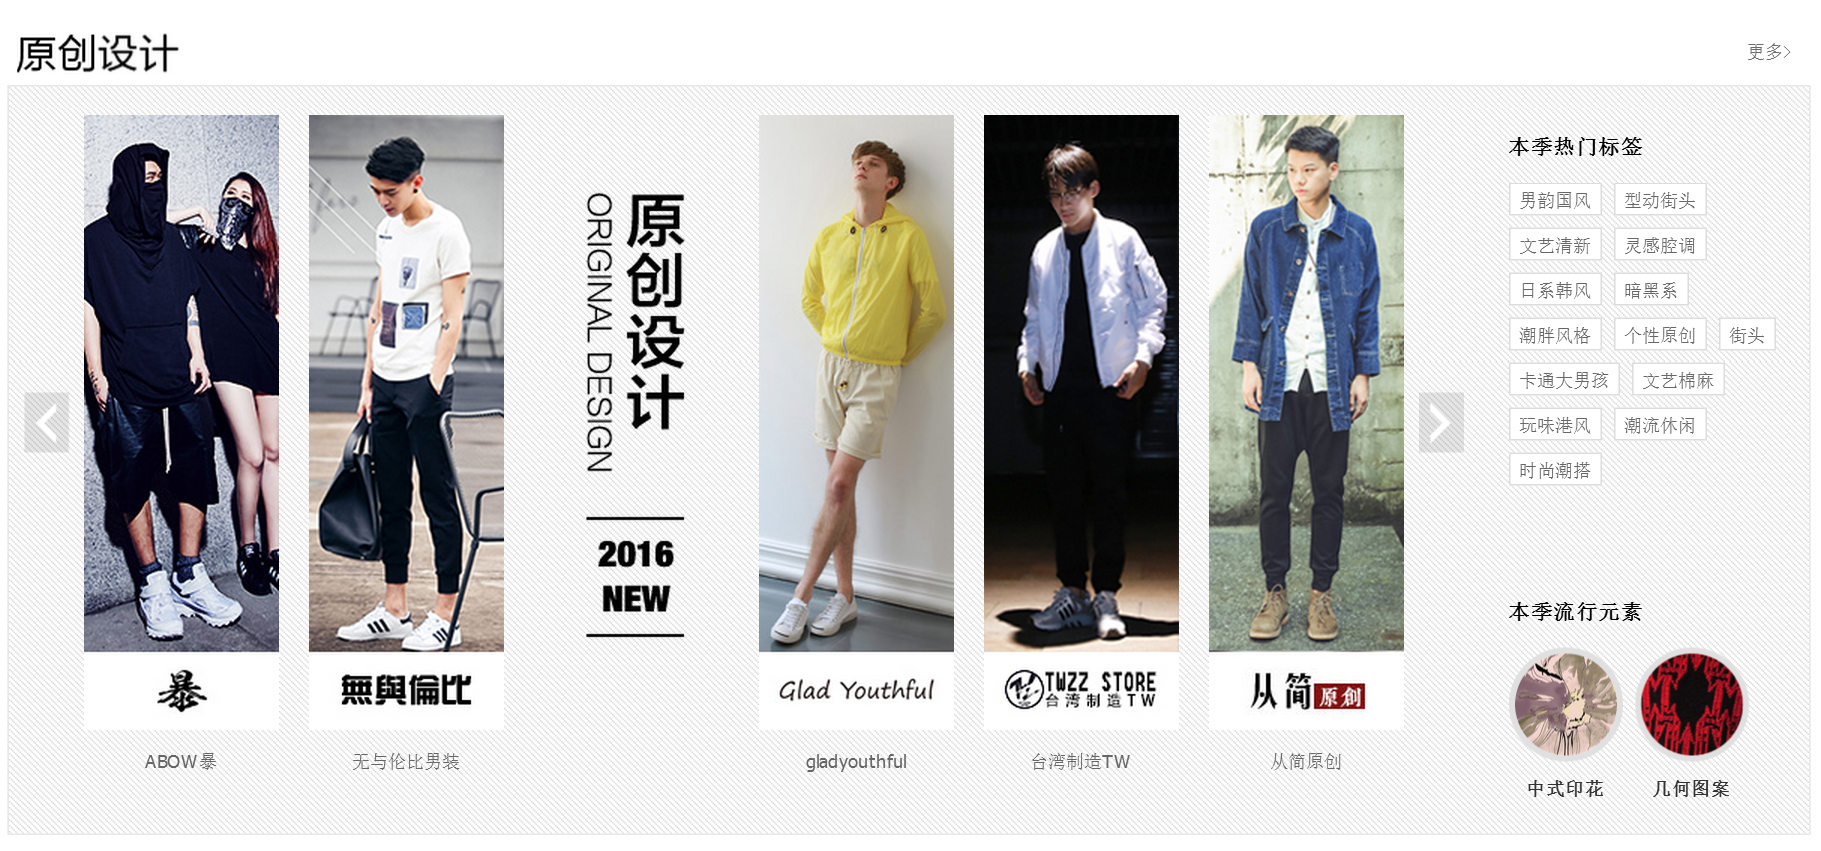 原创设计
更多>
原创设计
ORIGINAL DESIGN
2016
NEW
暴
無與倫比
Glad Youthful
TWZZ STORE
台湾制造TW
从简原創
ABOW暴
无与伦比男装
gladyouthful
台湾制造TW
从简原创
本季热门标签
男韵国风 型动街头
文艺清新 灵感腔调
日系韩风 暗黑系
潮胖风格 个性原创 街头
卡通大男孩 文艺棉麻
玩味港风 潮流休闲
时尚潮搭
本季流行元素
中式印花 几何图案